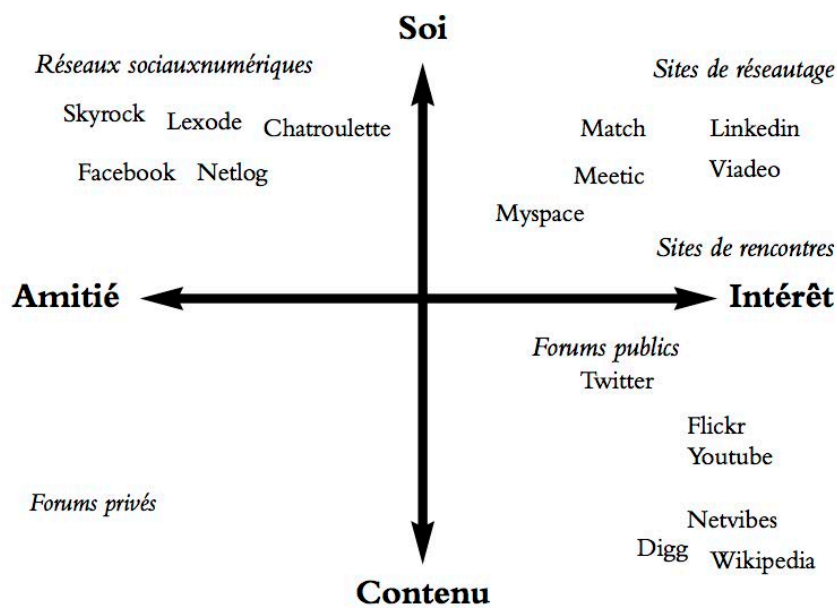 Soi
Réseaux sociauxnumériques
Sites de réseautage
Skyrock
Lexode
Chatroulette
Match
Linkedin
Facebook
Netlog
Meetic
Viadeo
Myspace
Sites de rencontres
Amitié
Intérêt
Forums publics
Twitter
Flickr
Youtube
Forums privés
Netvibes
Digg
Wikipedia
Contenu